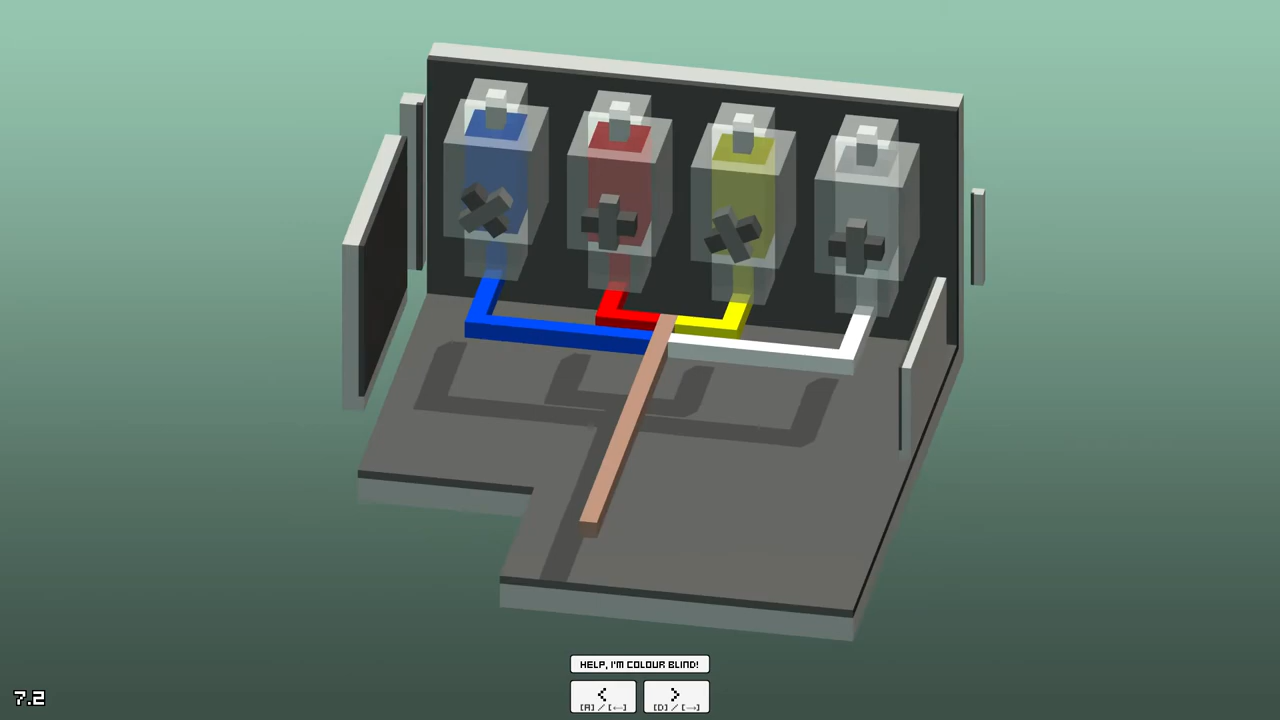 HELP, I'M COLOUR BLIND!
< >
[A] / [←] [D] / [→]
7.2